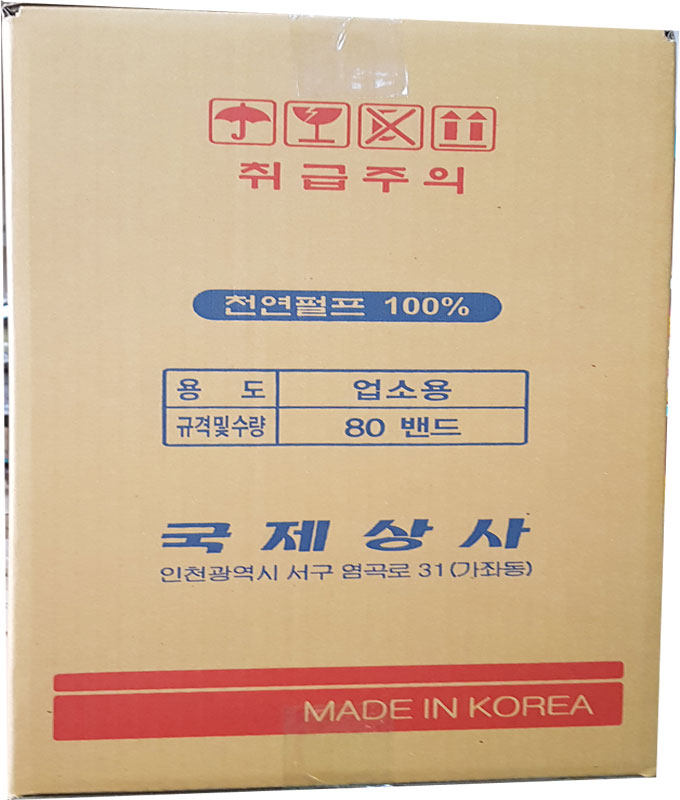 취급주의
천연펄프 100%
용 도 업소용
규격및수량 80 밴드
국제상사
인천광역시 서구 염곡로 31(가좌동)
MADE IN KOREA